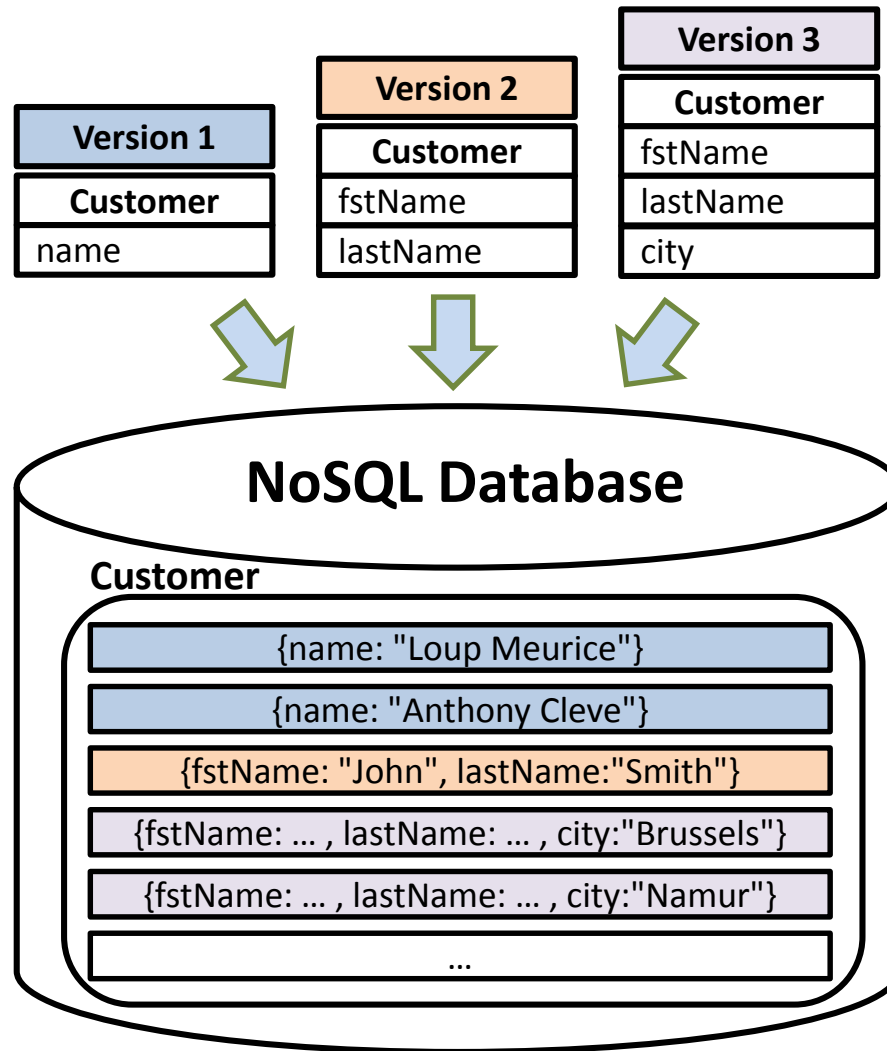 Version 1
Customer
name
Version 2
Customer
fstName
lastName
Version 3
Customer
fstName
lastName
city
NoSQL Database
Customer
{name: "Loup Meurice"}
{name: "Anthony Cleve"}
{fstName: "John", lastName:"Smith"}
{fstName: … , lastName: … , city:"Brussels"}
{fstName: … , lastName: … , city:"Namur"}
…